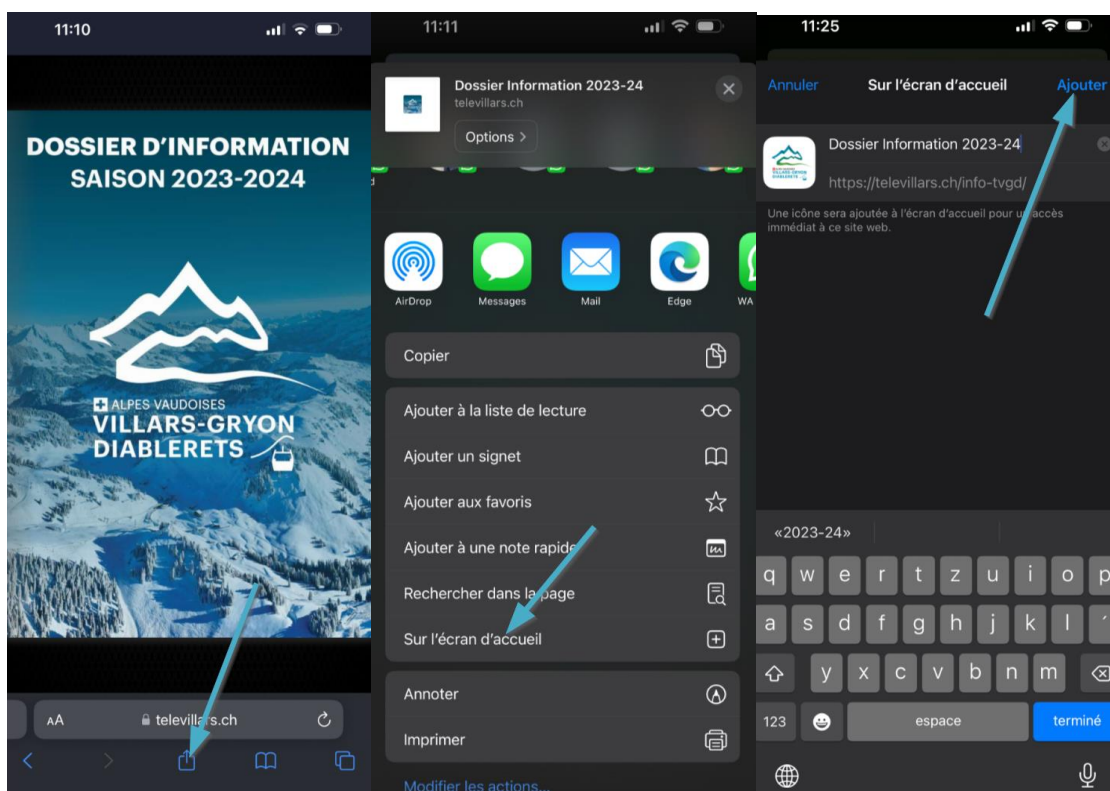 11:10
DOSSIER D'INFORMATION
SAISON 2023-2024
ALPES VAUDOISES
VILLARS-GRYON
DIABLERETS
AA televillars.ch
11:11
Dossier Information 2023-24
televillars.ch
Options >
AirDrop Messages Mail Edge WA
Copier
Ajouter à la liste de lecture
Ajouter un signet
Ajouter aux favoris
Ajouter à une note rapide
Rechercher dans la page
Sur l'écran d'accueil
Annoter
Imprimer
Modifier les actions...
11:25
Annuler Sur l'écran d'accueil Ajouter
Dossier Information 2023-24
https://televillars.ch/info-tvgd/
Une icône sera ajoutée à l'écran d'accueil pour un accès
immédiat à ce site web.
«2023-24»
q w e r t z u i o p
a s d f g h j k l
y x c v b n m
123 espace terminé